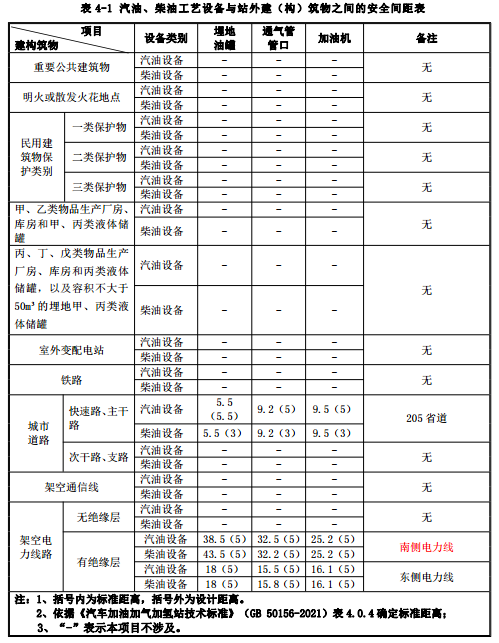 表 4-1 汽油、柴油工艺设备与站外建（构）筑物之间的安全间距表
项目
建构筑物
设备类别
埋地
油罐
通气管
管口
加油机
备注
重要公共建筑物
汽油设备 - - -
柴油设备 - - -
无
明火或散发火花地点
汽油设备 - - -
柴油设备 - - -
无
民用建
筑物保
护类别
一类保护物
汽油设备 - - -
柴油设备 - - -
无
二类保护物
汽油设备 - - -
柴油设备 - - -
无
三类保护物
汽油设备 - - -
柴油设备 - - -
无
甲、乙类物品生产厂房、
库房和甲、丙类液体储
罐
汽油设备 - - -
柴油设备 - - -
无
丙、丁、戊类物品生产
厂房、库房和丙类液体
储罐，以及容积不大于
50m³的埋地甲、丙类液
体储罐
汽油设备 - - -
柴油设备 - - -
无
室外变配电站
汽油设备 - - -
柴油设备 - - -
无
铁路
汽油设备 - - -
柴油设备 - - -
无
城市
道路
快速路、主干
路
汽油设备
5.5
（5.5）
9.2（5） 9.5（5）
柴油设备 5.5（3） 9.2（3） 9.5（3）
205 省道
次干路、支路
汽油设备 - - -
柴油设备 - - -
无
架空通信线
汽油设备 - - -
柴油设备 - - -
无
架空电
力线路
无绝缘层
汽油设备 - - -
柴油设备 - - -
无
有绝缘层
汽油设备 38.5（5） 32.5（5） 25.2（5）
柴油设备 43.5（5） 32.2（5） 25.2（5）
南侧电力线
汽油设备 18（5） 15.5（5） 16.1（5）
柴油设备 18（5） 15.8（5） 16.1（5）
东侧电力线
注：1、括号内为标准距离，括号外为设计距离。
2、依据《汽车加油加气加氢站技术标准》（GB 50156-2021）表 4.0.4 确定标准距离；
3、“-”表示本项目不涉及。